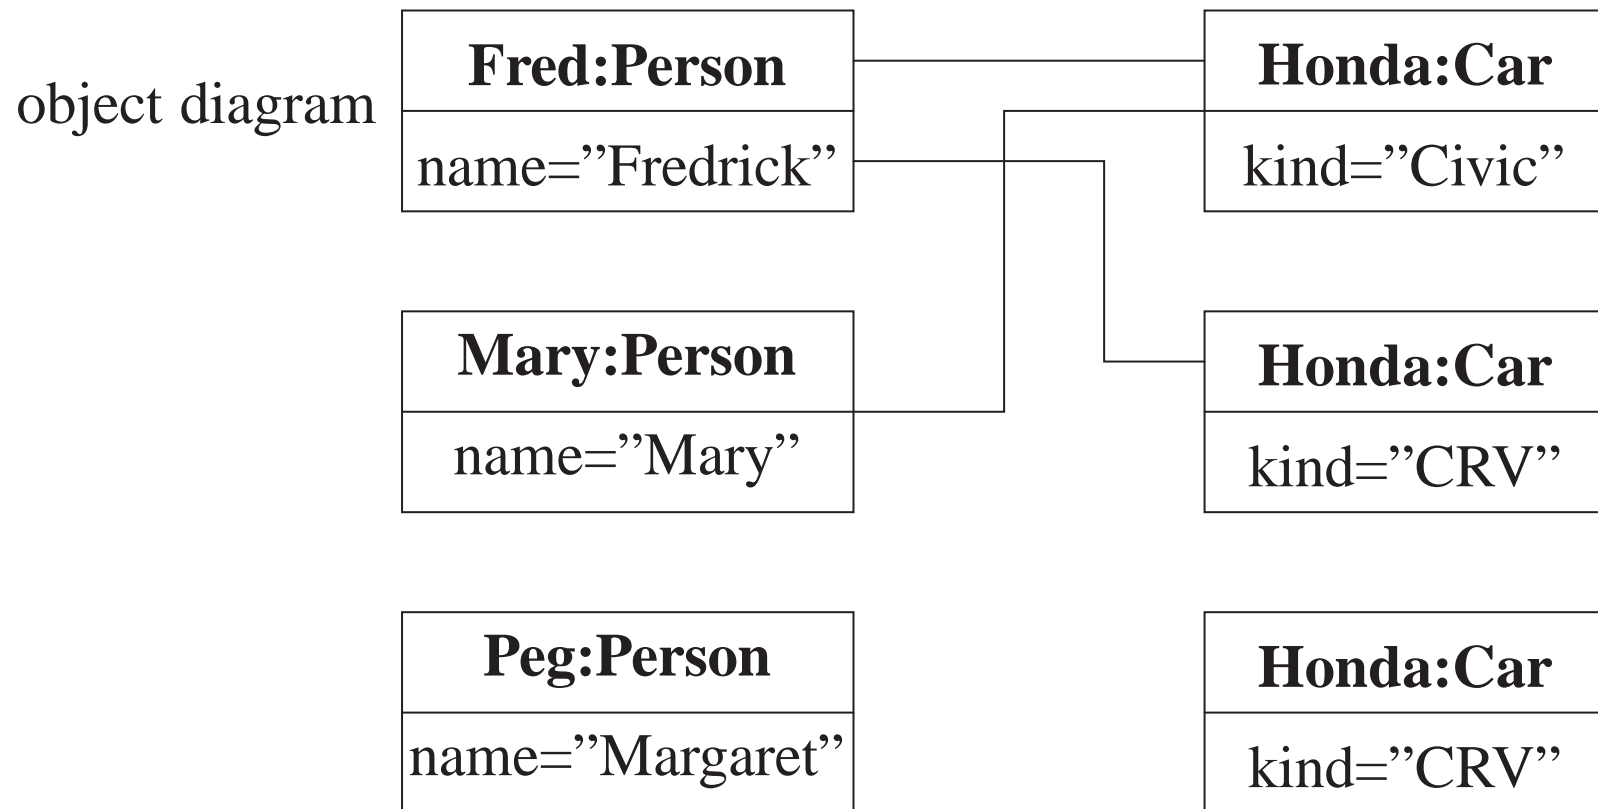 object diagram
Fred:Person
name=”Fredrick”
Honda:Car
kind=”Civic”
Mary:Person
name=”Mary”
Honda:Car
kind=”CRV”
Peg:Person
name=”Margaret”
Honda:Car
kind=”CRV”